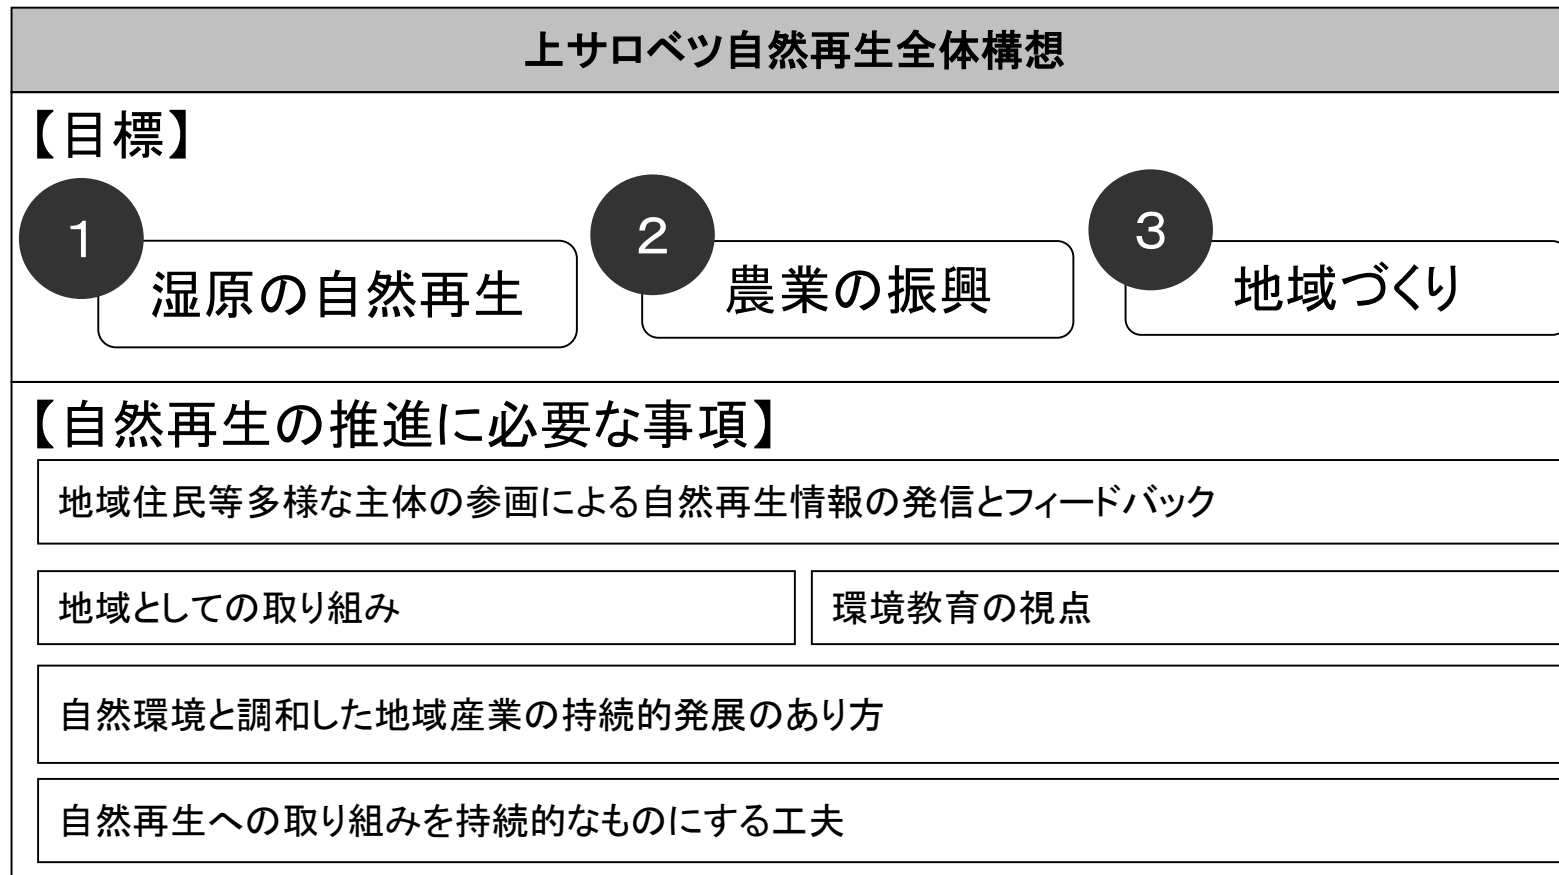 上サロベツ自然再生全体構想
【目標】
1
湿原の自然再生
2
農業の振興
3
地域づくり
【自然再生の推進に必要な事項】
地域住民等多様な主体の参画による自然再生情報の発信とフィードバック
地域としての取り組み
環境教育の視点
自然環境と調和した地域産業の持続的発展のあり方
自然再生への取り組みを持続的なものにする工夫